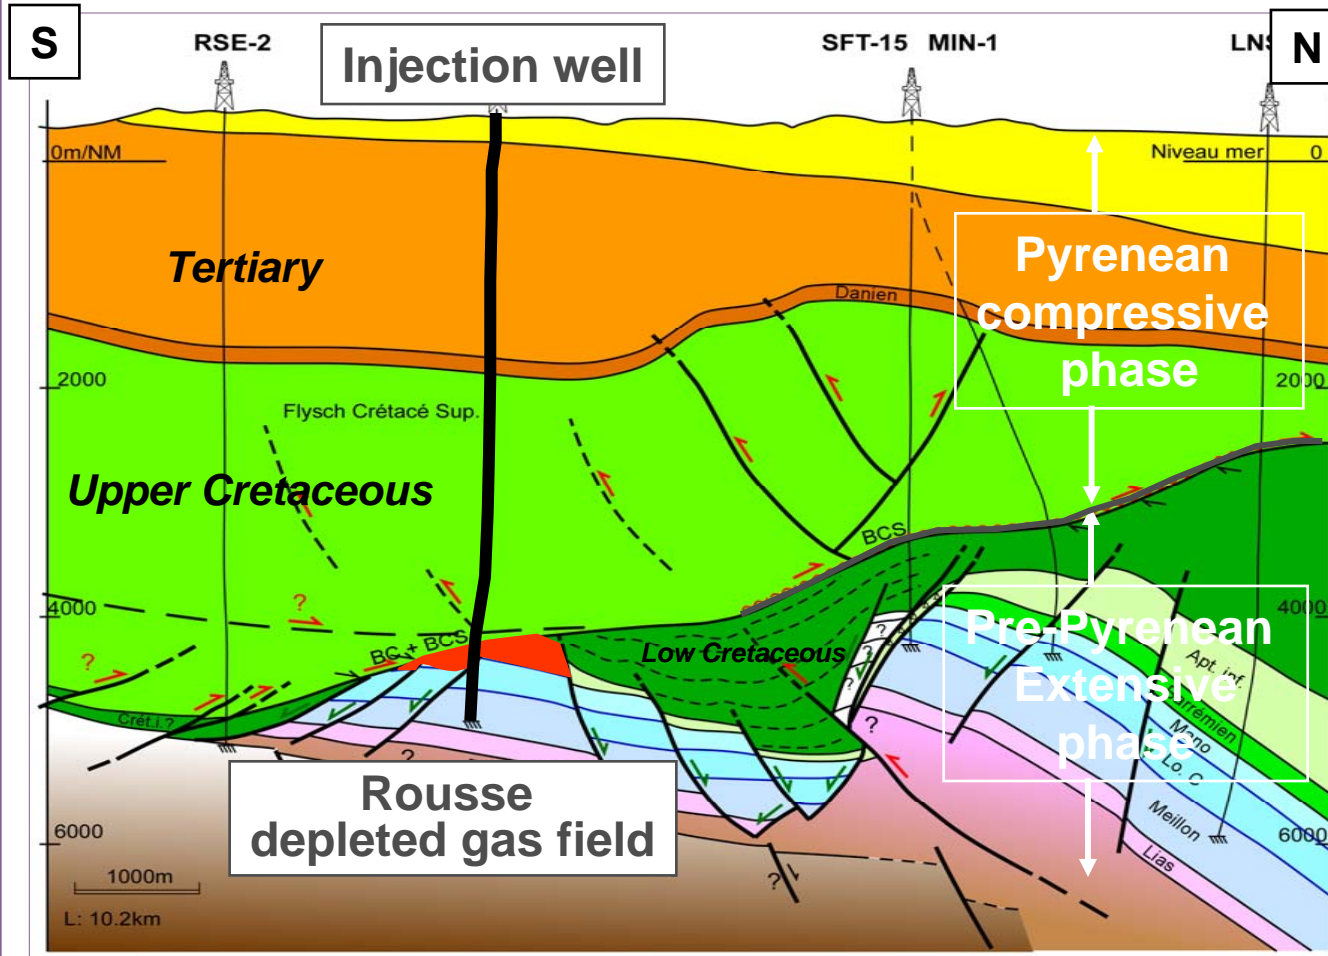 S
RSE-2
Injection well
SFT-15 MIN-1
N
0m/NM
Niveau mer 0
Tertiary
Pyrenean
compressive
phase
Danien
2000
2000
Flysch Crétacé Sup.
Upper Cretaceous
BCS
4000
4000
?
?
BCS
Low Cretaceous
?
?
?
Pre-Pyrenean
Extensive
phase
Apt. inf.
Mano
Lo. C
Meillon
Lias
Crét.i.?
?
?
Rousse
depleted gas field
6000
6000
?
1000m
L: 10.2km